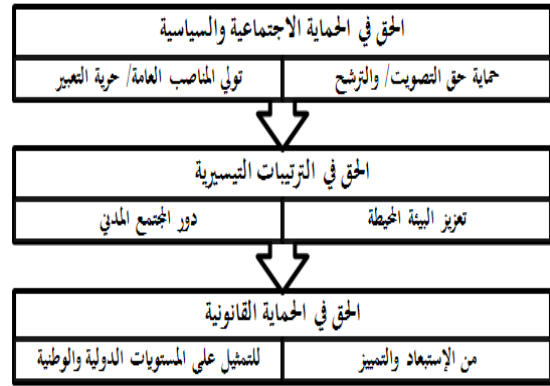 الحق في الحماية الاجتماعية والسياسية
حماية حق التصويت/ والترشح
تولي المناصب العامة/ حرية التعبير
الحق في الترتيبات التيسيرية
تعزيز البيئة المحيطة
دور المجتمع المدني
الحق في الحماية القانونية
من الإستبعاد والتمييز
للتمثيل على المستويات الدولية والوطنية